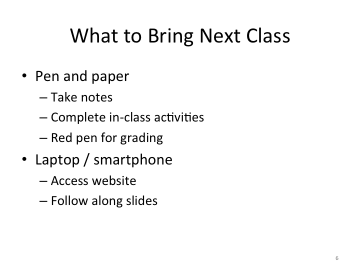 What to Bring Next Class
• Pen and paper
– Take notes
– Complete in-class activities
– Red pen for grading
• Laptop / smartphone
– Access website
– Follow along slides
6